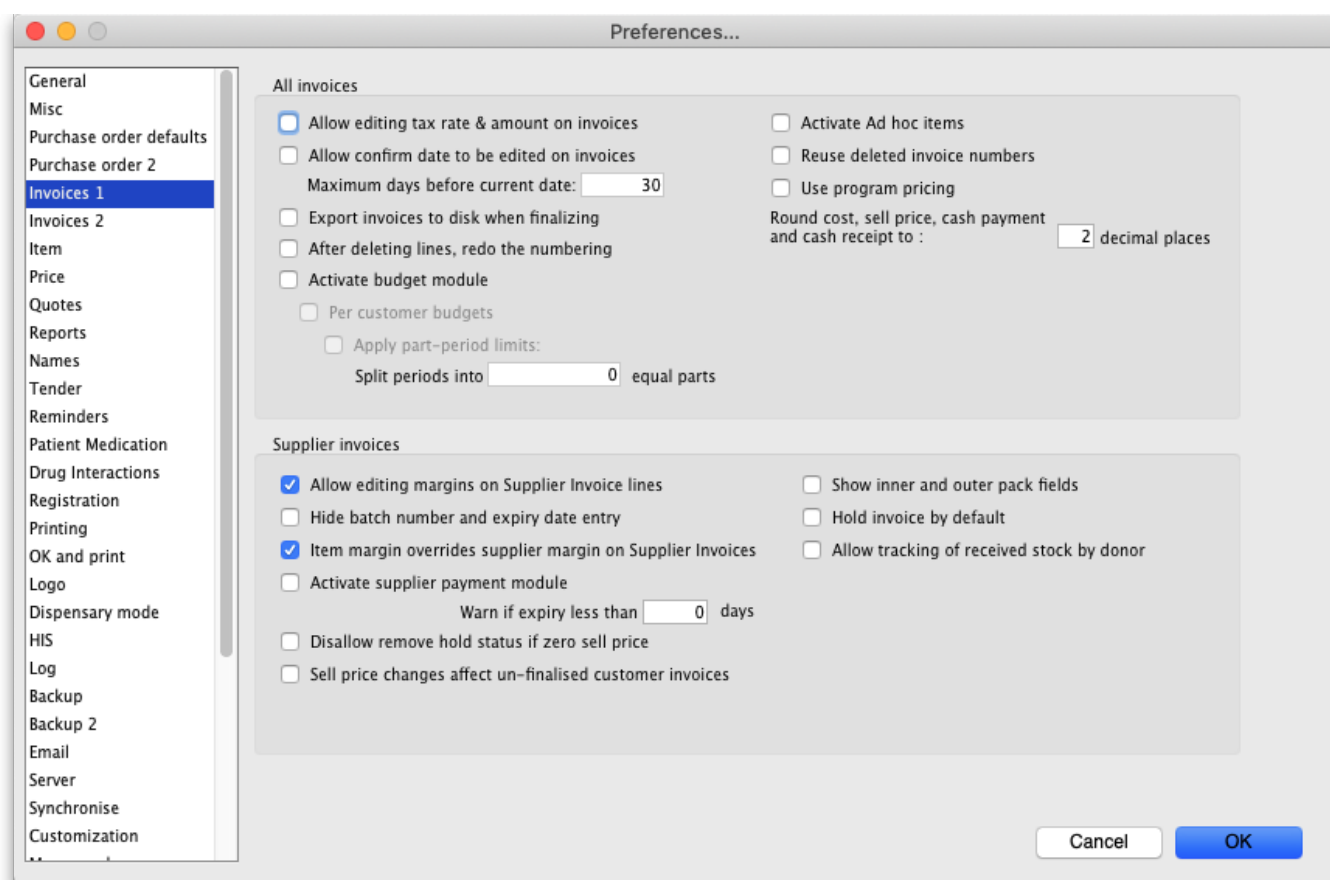 Preferences...
General
Misc
Purchase order defaults
Purchase order 2
Invoices 1
Invoices 2
Item
Price
Quotes
Reports
Names
Tender
Reminders
Patient Medication
Drug Interactions
Registration
Printing
OK and print
Logo
Dispensary mode
HIS
Log
Backup
Backup 2
Email
Server
Synchronise
Customization
All invoices
Allow editing tax rate & amount on invoices
Allow confirm date to be edited on invoices
Maximum days before current date: 30
Export invoices to disk when finalizing
After deleting lines, redo the numbering
Activate budget module
Per customer budgets
Apply part-period limits:
Split periods into 0 equal parts
Activate Ad hoc items
Reuse deleted invoice numbers
Use program pricing
Round cost, sell price, cash payment
and cash receipt to : 2 decimal places
Supplier invoices
Allow editing margins on Supplier Invoice lines
Hide batch number and expiry date entry
Item margin overrides supplier margin on Supplier Invoices
Activate supplier payment module
Warn if expiry less than 0 days
Disallow remove hold status if zero sell price
Sell price changes affect un-finalised customer invoices
Show inner and outer pack fields
Hold invoice by default
Allow tracking of received stock by donor
Cancel
OK